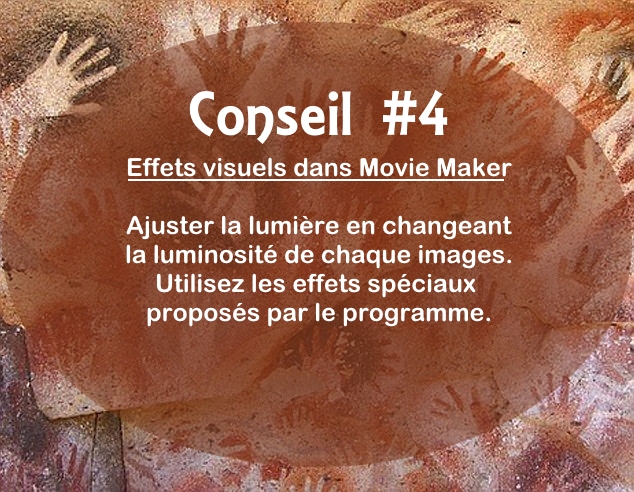 Conseil #4
Effets visuels dans Movie Maker
Ajuster la lumière en changeant
la luminosité de chaque images.
Utilisez les effets spéciaux
proposés par le programme.